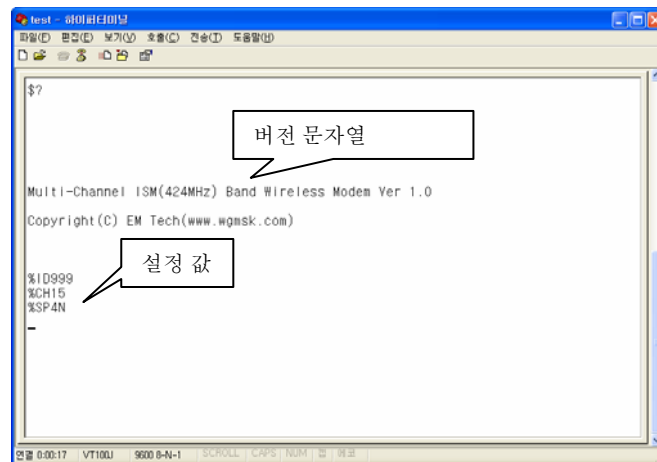 test - 하이퍼터미널
파일(F) 편집(E) 보기(V) 호출(C) 전송(T) 도움말(H)
$?
버전 문자열
Multi-Channel ISM(424MHz) Band Wireless Modem Ver 1.0
Copyright(C) EM Tech(www.wgmsk.com)
설정 값
%ID999
%CH15
%SP4N
연결 0:00:17 VT100J 9600 8-N-1 SCROLL CAPS NUM 캡 에코